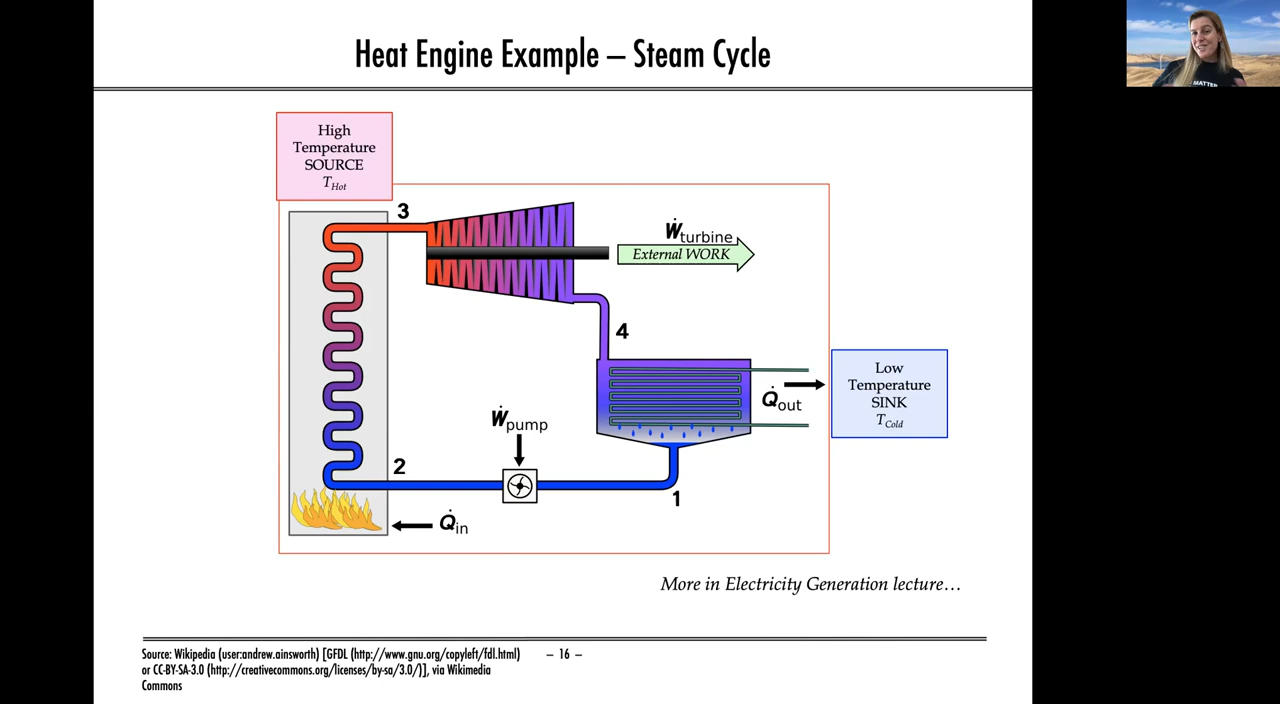 Heat Engine Example – Steam Cycle
High
Temperature
SOURCE
T_Hot
3
Ẇ_turbine
External WORK
4
Low
Temperature
SINK
T_Cold
Q̇_out
Ẇ_pump
2
1
Q̇_in
More in Electricity Generation lecture…
Source: Wikipedia (user:andrew.ainsworth) [GFDL (http://www.gnu.org/copyleft/fdl.html)
or CC-BY-SA-3.0 (http://creativecommons.org/licenses/by-sa/3.0/)], via Wikimedia
Commons
– 16 –
MATTER